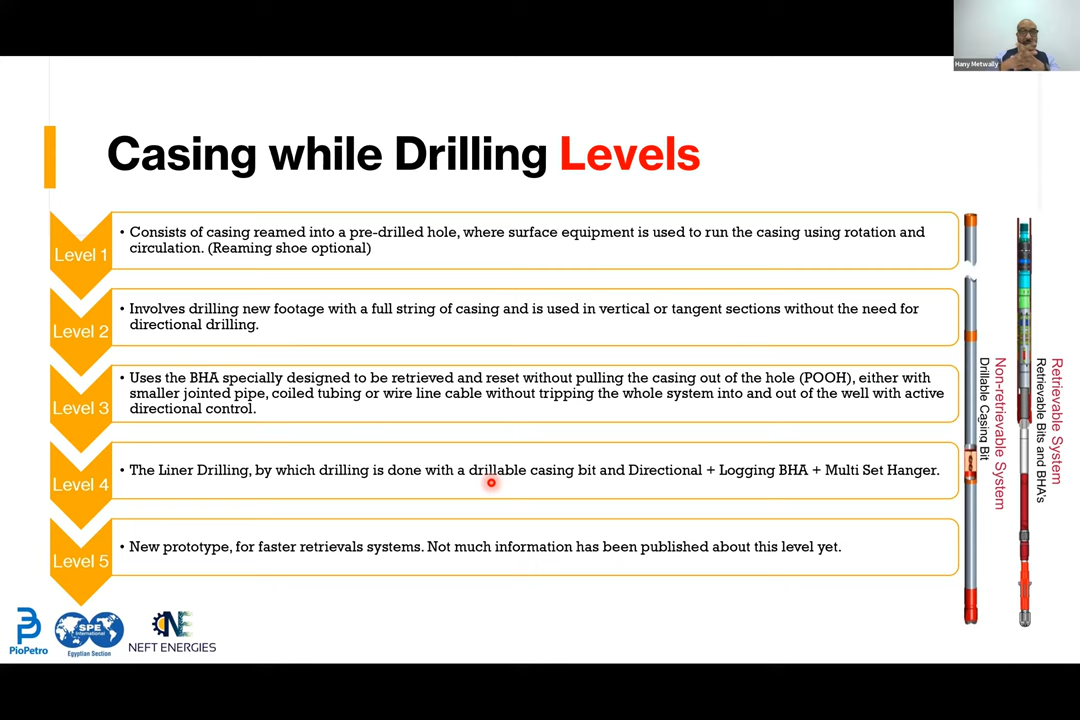 Hany Metwally
Casing while Drilling Levels
Level 1
• Consists of casing reamed into a pre-drilled hole, where surface equipment is used to run the casing using rotation and
circulation. (Reaming shoe optional)
Level 2
• Involves drilling new footage with a full string of casing and is used in vertical or tangent sections without the need for
directional drilling.
Level 3
• Uses the BHA specially designed to be retrieved and reset without pulling the casing out of the hole (POOH), either with
smaller jointed pipe, coiled tubing or wire line cable without tripping the whole system into and out of the well with active
directional control.
Level 4
• The Liner Drilling, by which drilling is done with a drillable casing bit and Directional + Logging BHA + Multi Set Hanger.
Level 5
• New prototype, for faster retrievals systems. Not much information has been published about this level yet.
Non-retrievable System
Drillable Casing Bit
Retrievable System
Retrievable Bits and BHA's
PioPetro
SPE
International
Egyptian Section
NE
NEFT ENERGIES